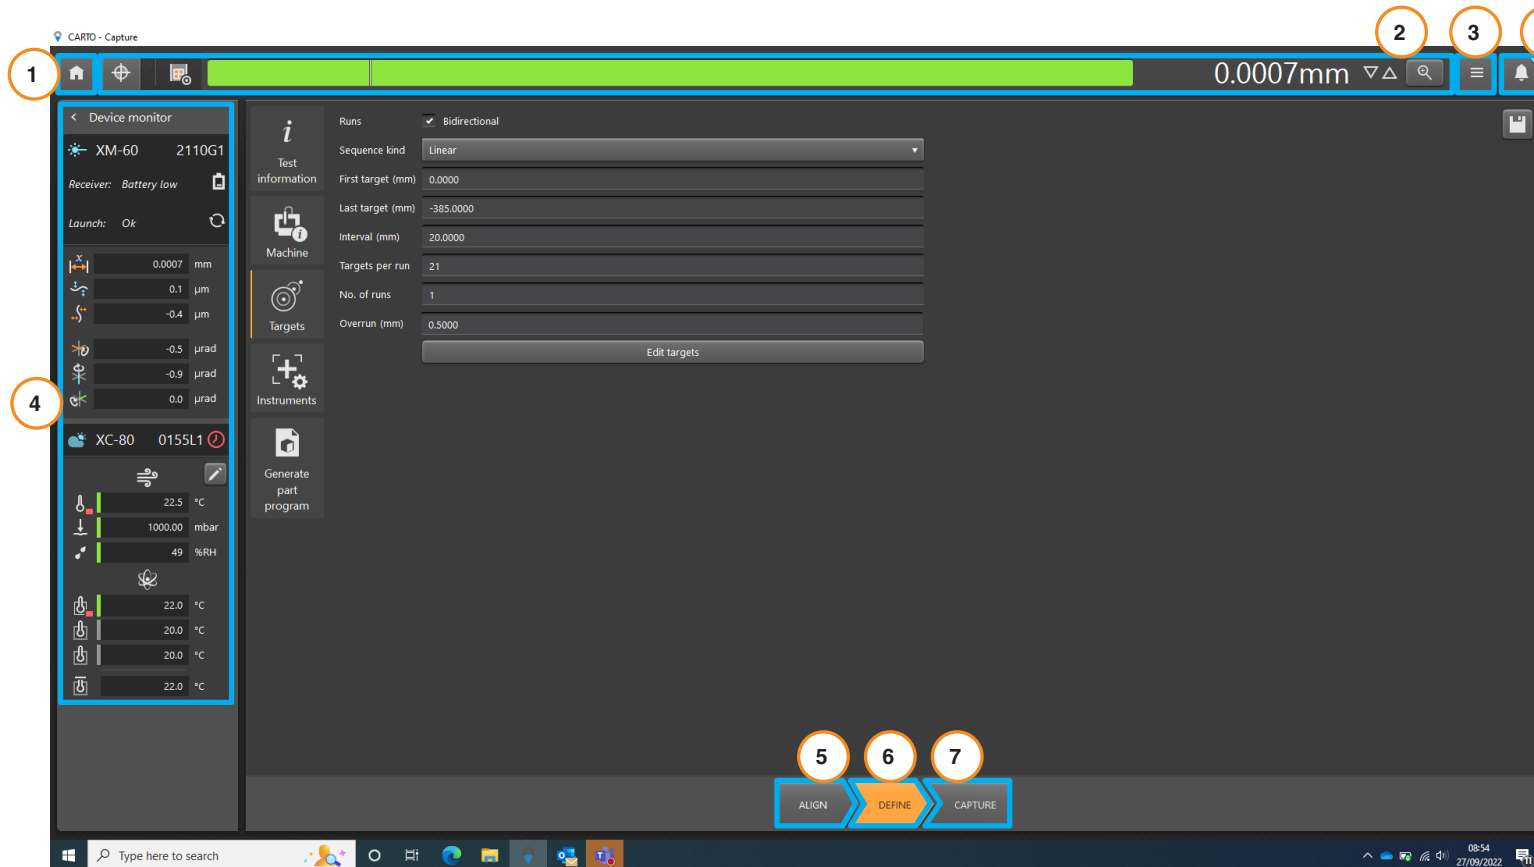 CARTO - Capture
1
2
3
0.0007mm
Device monitor
XM-60 2110G1
Receiver: Battery low
Launch: Ok
x
0.0007 mm
0.1 µm
-0.4 µm
-0.5 µrad
-0.9 µrad
0.0 µrad
4
XC-80 0155L1
22.5 °C
1000.00 mbar
49 %RH
22.0 °C
20.0 °C
20.0 °C
22.0 °C
i
Test
information
Machine
Targets
Instruments
Generate
part
program
Runs Bidirectional
Sequence kind Linear
First target (mm) 0.0000
Last target (mm) -385.0000
Interval (mm) 20.0000
Targets per run 21
No. of runs 1
Overrun (mm) 0.5000
Edit targets
5
6
7
ALIGN
DEFINE
CAPTURE
Type here to search
08:54
27/09/2022